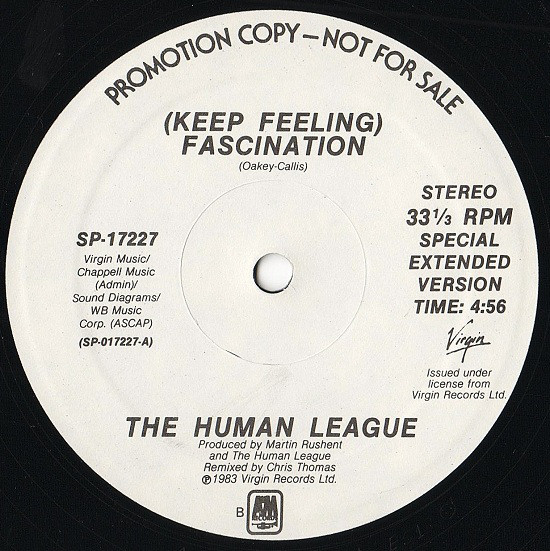 PROMOTION COPY—NOT FOR SALE
(KEEP FEELING)
FASCINATION
(Oakey-Callis)
SP-17227
Virgin Music/
Chappell Music
(Admin)/
Sound Diagrams/
WB Music
Corp. (ASCAP)
(SP-017227-A)
STEREO
33 1/3 RPM
SPECIAL
EXTENDED
VERSION
TIME: 4:56
Virgin
Issued under
license from
Virgin Records Ltd.
THE HUMAN LEAGUE
Produced by Martin Rushent
and The Human League
Remixed by Chris Thomas
℗1983 Virgin Records Ltd.
B
A&M
RECORDS